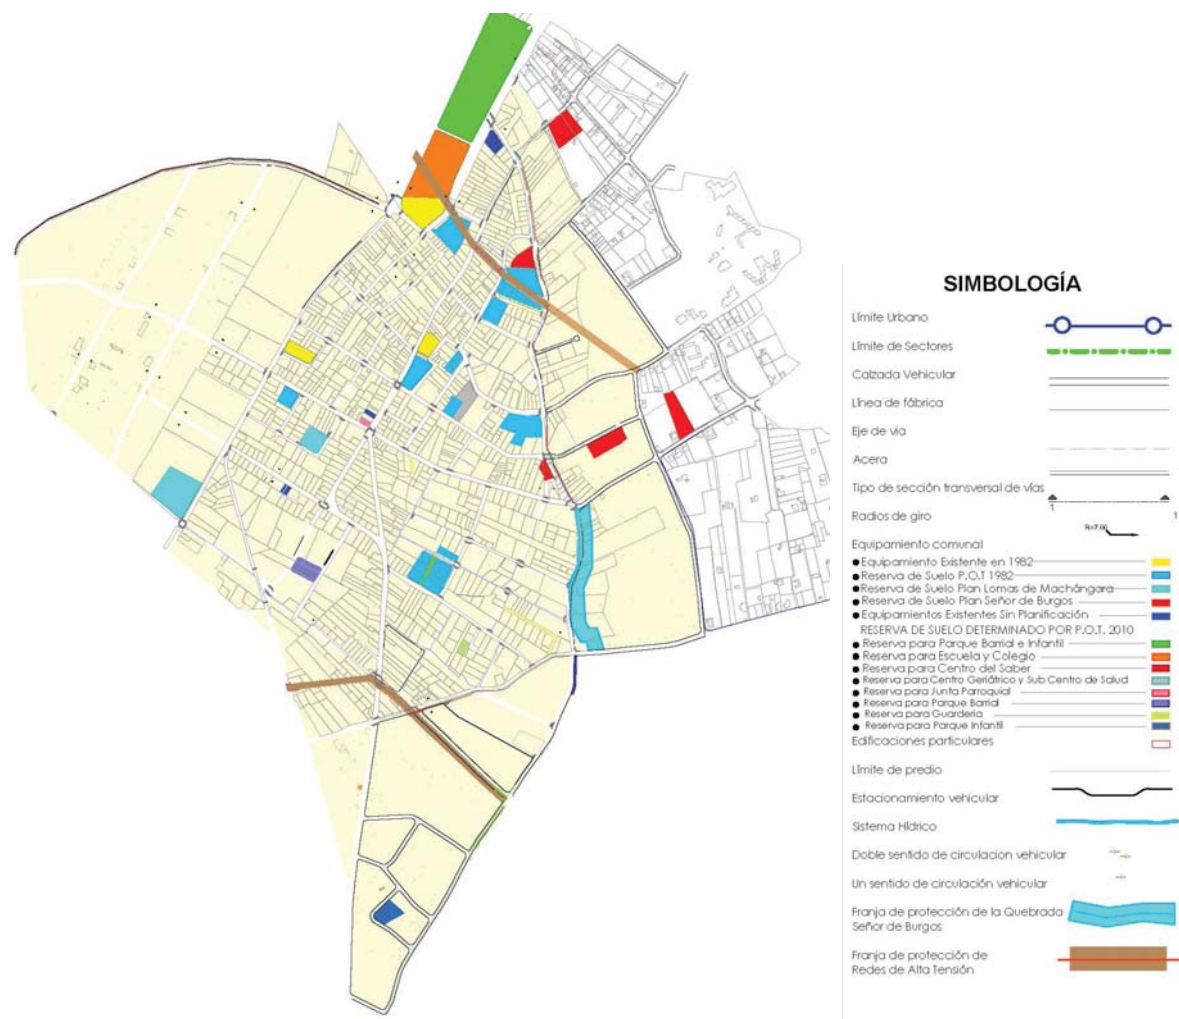 SIMBOLOGÍA
Límite Urbano
Límite de Sectores
Calzada Vehicular
Línea de fábrica
Eje de vía
Acera
Tipo de sección transversal de vías
1 1
Radios de giro
R=7.00
Equipamiento comunal
Equipamiento Existente en 1982
Reserva de Suelo P.O.T 1982
Reserva de Suelo Plan Lomas de Machángara
Reserva de Suelo Plan Señor de Burgos
Equipamientos Existentes Sin Planificación
RESERVA DE SUELO DETERMINADO POR P.O.T. 2010
Reserva para Parque Barrial e Infantil
Reserva para Escuela y Colegio
Reserva para Centro del Saber
Reserva para Centro Geriátrico y Sub Centro de Salud
Reserva para Junta Parroquial
Reserva para Parque Barrial
Reserva para Guardería
Reserva para Parque Infantil
Edificaciones particulares
Límite de predio
Estacionamiento vehicular
Sistema Hídrico
Doble sentido de circulacion vehicular
Un sentido de circulación vehicular
Franja de protección de la Quebrada
Señor de Burgos
Franja de protección de
Redes de Alta Tensión